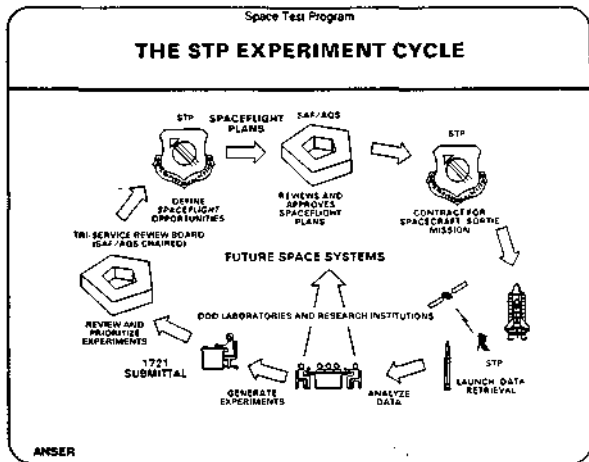 Space Test Program
THE STP EXPERIMENT CYCLE
STP
SPACEFLIGHT
PLANS
SAF/AQS
STP
DEFINE
SPACEFLIGHT
OPPORTUNITIES
REVIEWS AND
APPROVES
SPACEFLIGHT
PLANS
CONTRACT FOR
SPACECRAFT SORTIE
MISSION
TRI-SERVICE REVIEW BOARD
(SAF/AQS CHAIRED)
FUTURE SPACE SYSTEMS
DOD LABORATORIES AND RESEARCH INSTITUTIONS
REVIEW AND
PRIORITIZE
EXPERIMENTS
1721
SUBMITTAL
GENERATE
EXPERIMENTS
ANALYZE
DATA
STP
LAUNCH DATA
RETRIEVAL
ANSER